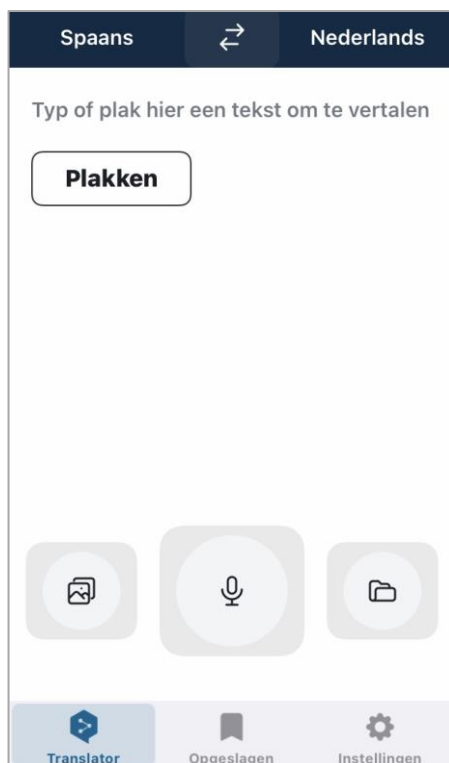 Spaans Nederlands
Typ of plak hier een tekst om te vertalen
Plakken
Translator Opgeslagen Instellingen